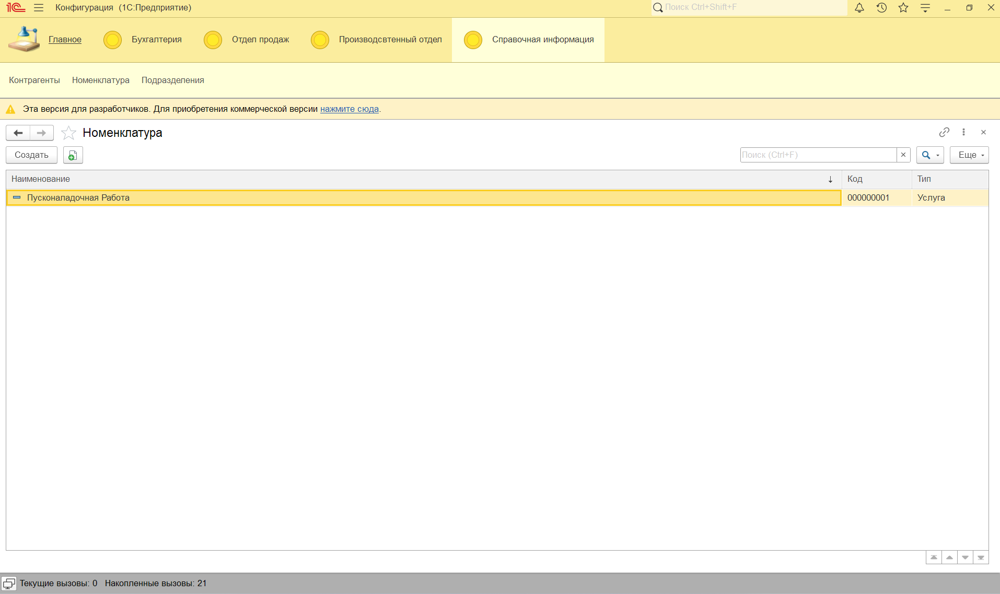 1С Конфигурация (1С:Предприятие) Поиск Ctrl+Shift+F
Главное Бухгалтерия Отдел продаж Производсвтенный отдел Справочная информация
Контрагенты Номенклатура Подразделения
Эта версия для разработчиков. Для приобретения коммерческой версии нажмите сюда.
Номенклатура
Создать Поиск (Ctrl+F) Еще
Наименование Код Тип
Пусконаладочная Работа 000000001 Услуга
Текущие вызовы: 0 Накопленные вызовы: 21